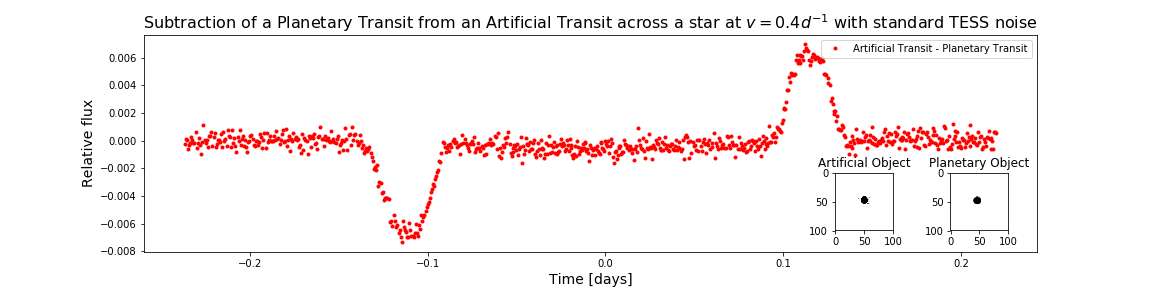 Subtraction of a Planetary Transit from an Artificial Transit across a star at v = 0.4d⁻¹ with standard TESS noise
Artificial Transit - Planetary Transit
Relative flux
0.006
0.004
0.002
0.000
−0.002
−0.004
−0.006
−0.008
Artificial Object
Planetary Object
0
50
100
0 50 100
0
50
100
0 50 100
−0.2 −0.1 0.0 0.1 0.2
Time [days]